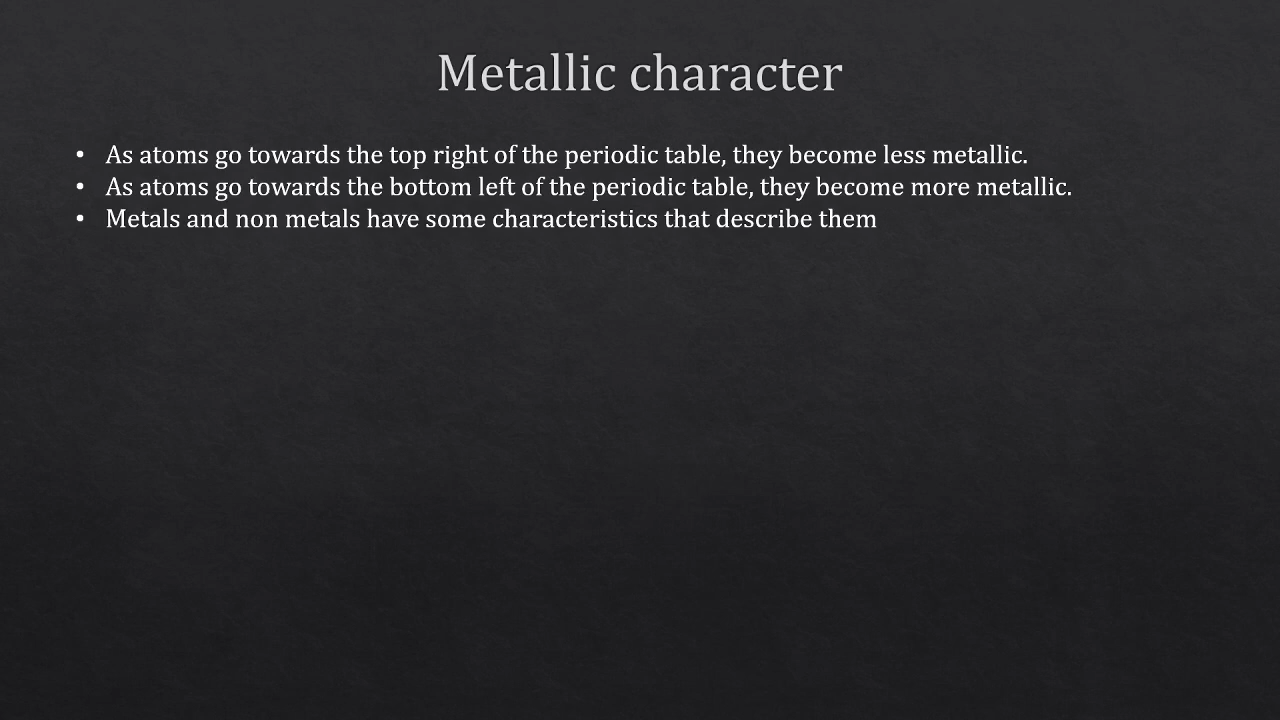 Metallic character
• As atoms go towards the top right of the periodic table, they become less metallic.
• As atoms go towards the bottom left of the periodic table, they become more metallic.
• Metals and non metals have some characteristics that describe them